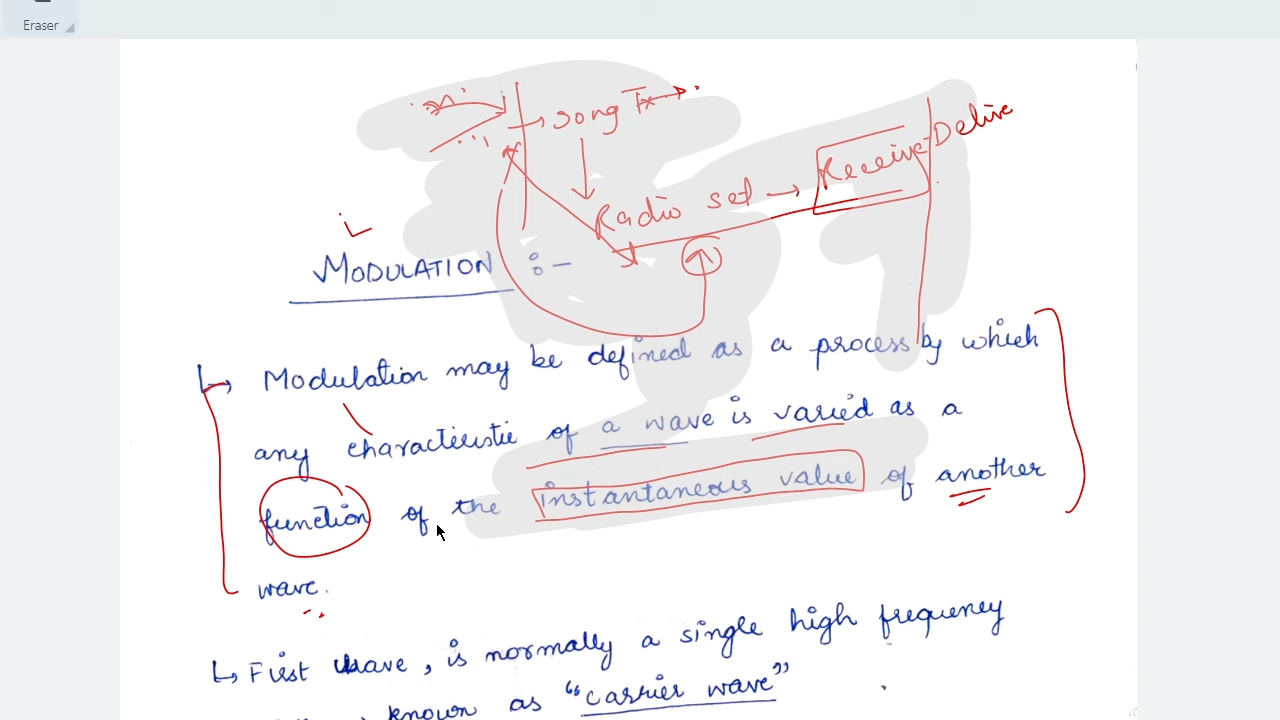 Eraser
song Tx
Receive Delive
Radio set
MODULATION :-
Modulation may be defined as a process by which
any characteristic of a wave is varied as a
function of the instantaneous value of another
wave.
First wave, is normally a single high frequency
known as "carrier wave"